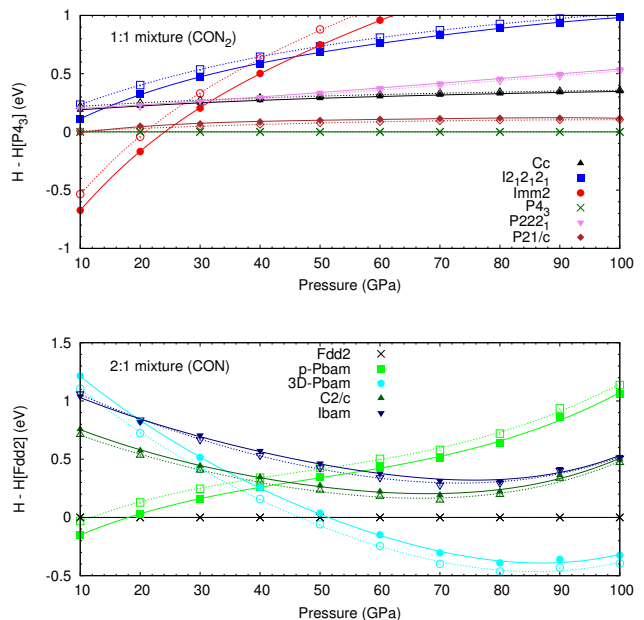 1:1 mixture (CON₂)
H - H[P4₃] (eV)
1
0.5
0
-0.5
-1
Cc
I2₁2₁2₁
Imm2
P4₃
P222₁
P21/c
10 20 30 40 50 60 70 80 90 100
Pressure (GPa)
2:1 mixture (CON)
H - H[Fdd2] (eV)
1.5
1
0.5
0
-0.5
Fdd2
p-Pbam
3D-Pbam
C2/c
Ibam
10 20 30 40 50 60 70 80 90 100
Pressure (GPa)